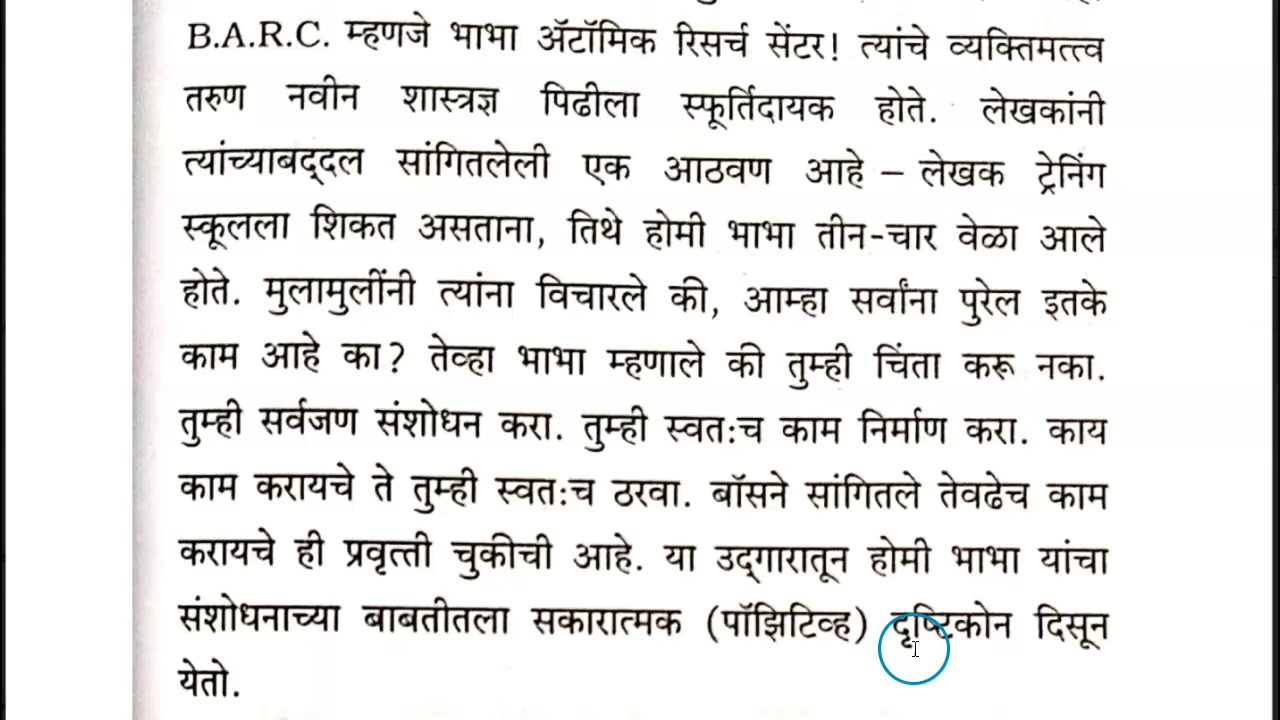 B.A.R.C. म्हणजे भाभा ॲटॉमिक रिसर्च सेंटर! त्यांचे व्यक्तिमत्त्व
तरुण नवीन शास्त्रज्ञ पिढीला स्फूर्तिदायक होते. लेखकांनी
त्यांच्याबद्दल सांगितलेली एक आठवण आहे – लेखक ट्रेनिंग
स्कूलला शिकत असताना, तिथे होमी भाभा तीन-चार वेळा आले
होते. मुलामुलींनी त्यांना विचारले की, आम्हा सर्वांना पुरेल इतके
काम आहे का? तेव्हा भाभा म्हणाले की तुम्ही चिंता करू नका.
तुम्ही सर्वजण संशोधन करा. तुम्ही स्वतःच काम निर्माण करा. काय
काम करायचे ते तुम्ही स्वतःच ठरवा. बॉसने सांगितले तेवढेच काम
करायचे ही प्रवृत्ती चुकीची आहे. या उद्‌गारातून होमी भाभा यांचा
संशोधनाच्या बाबतीतला सकारात्मक (पॉझिटिव्ह) दृष्टिकोन दिसून
येतो.